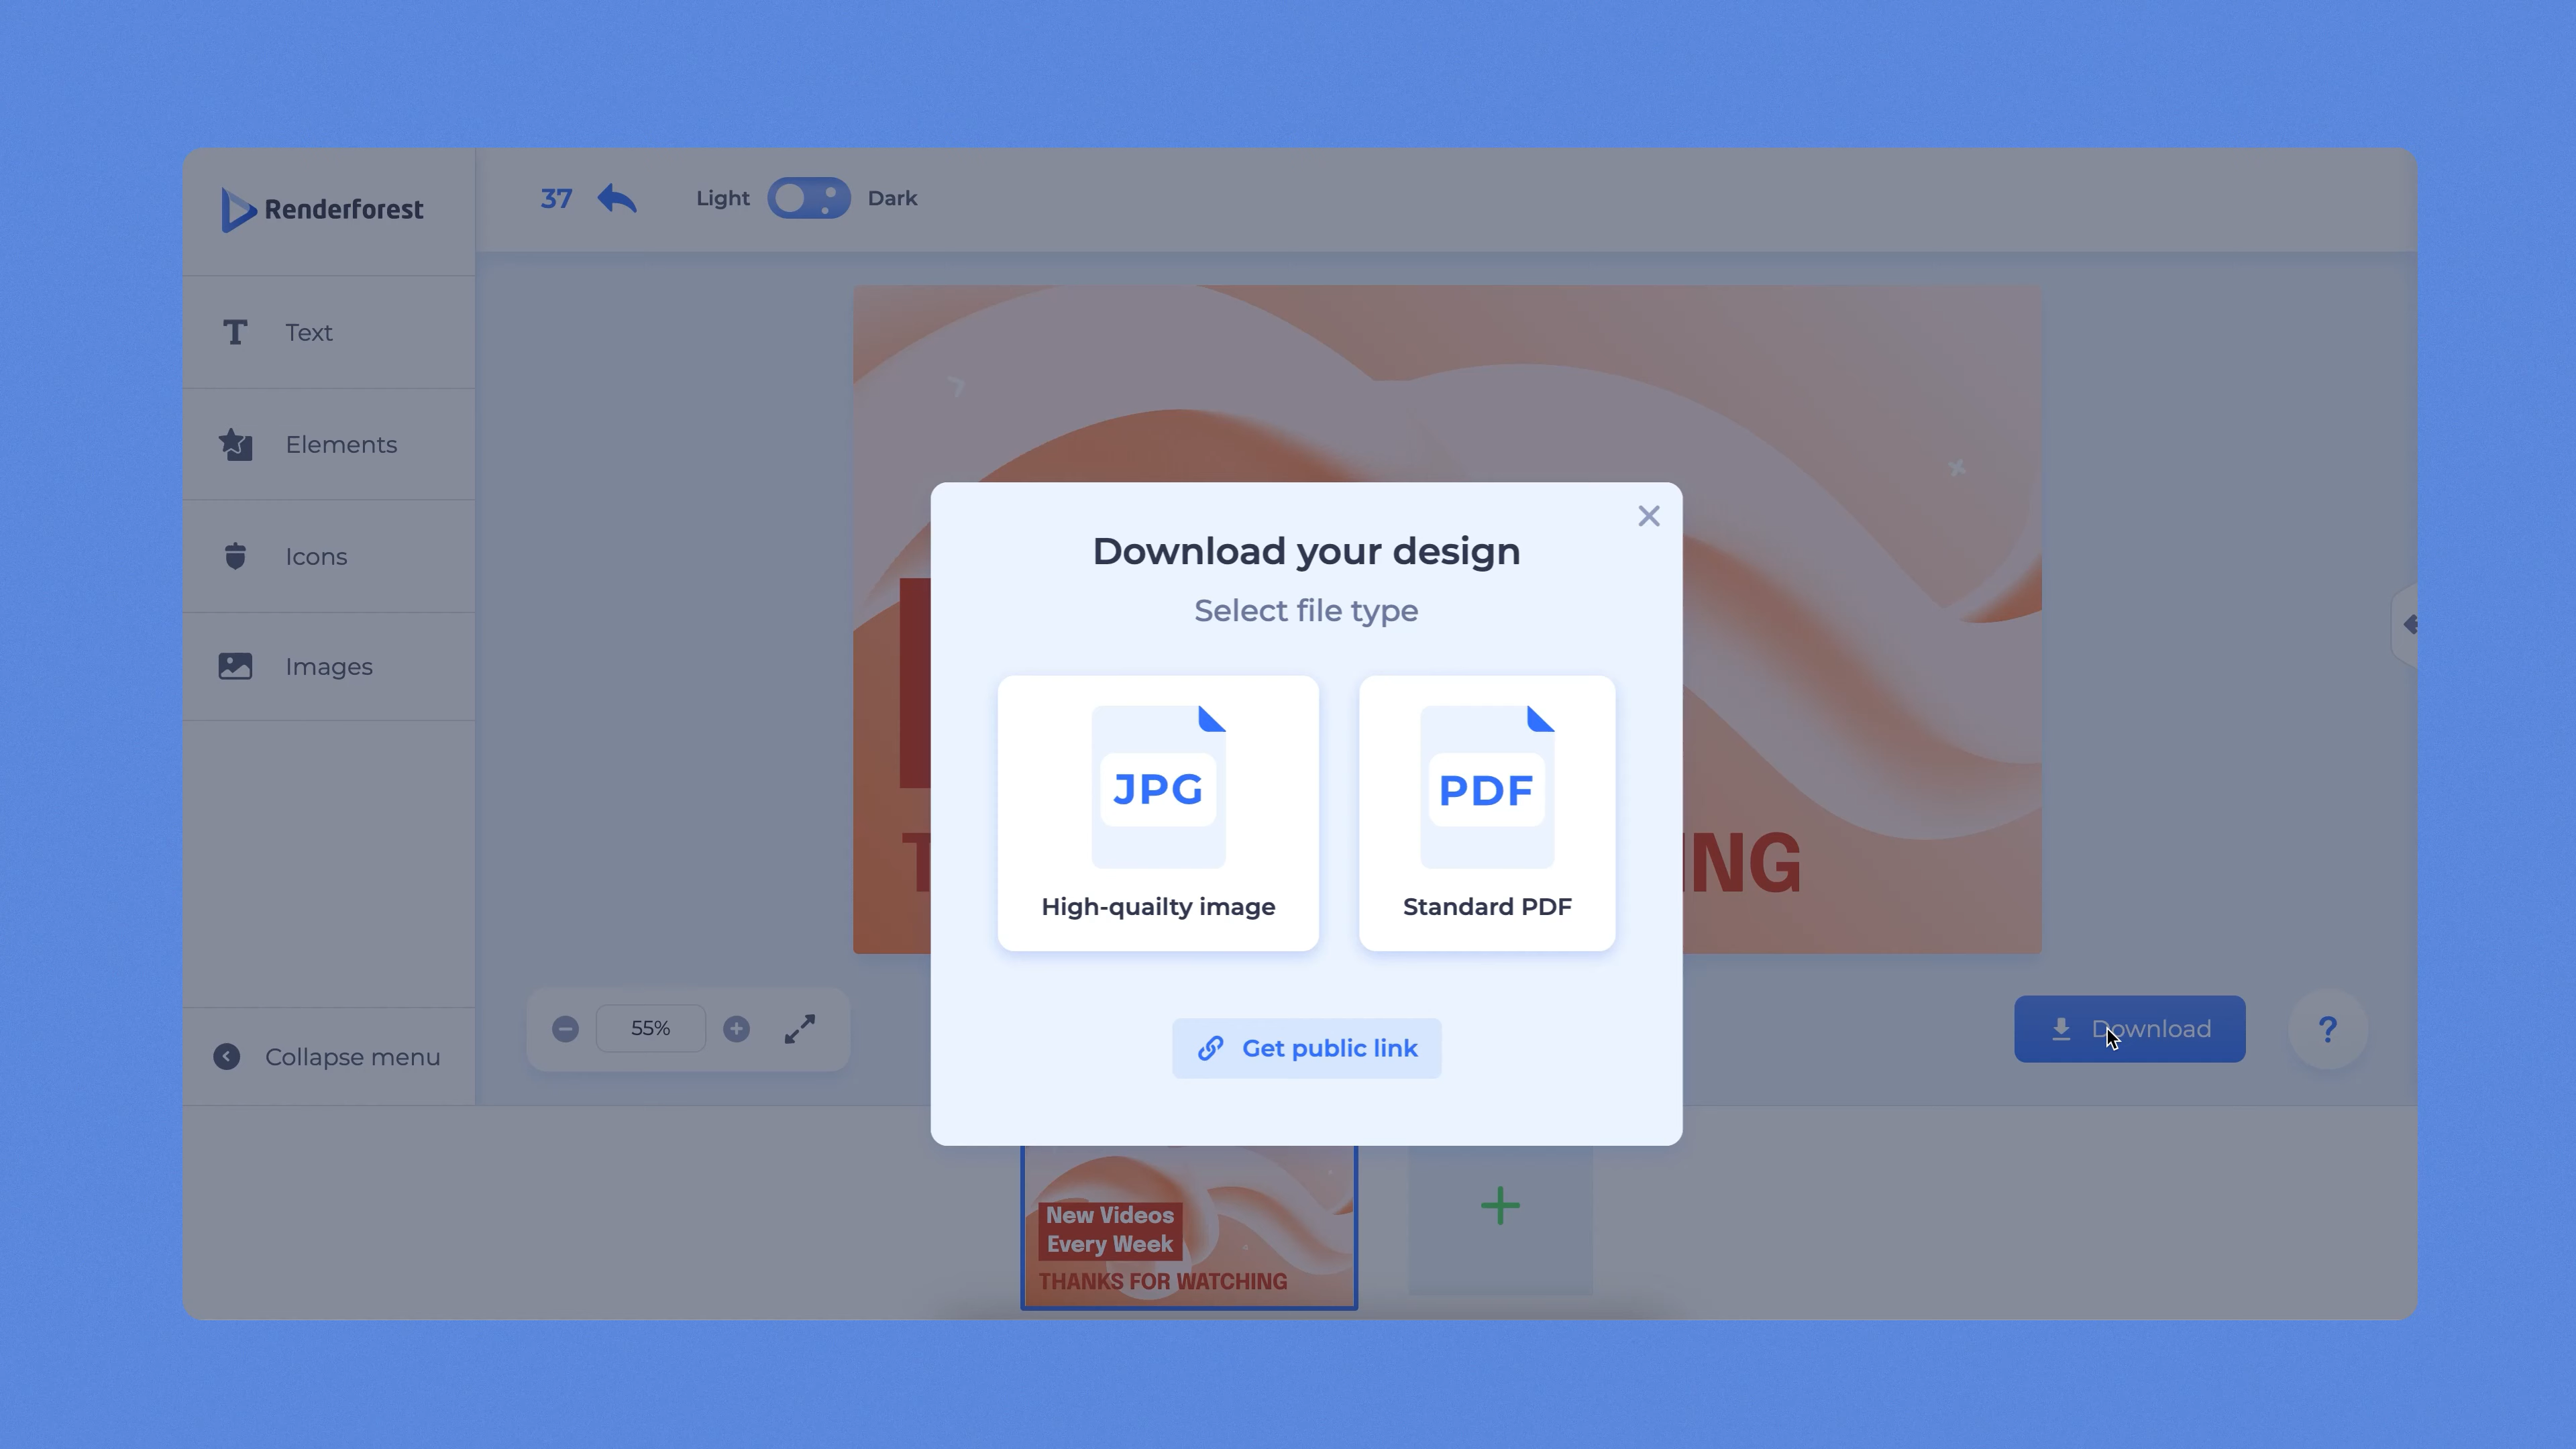 Renderforest
37
Light
Dark
Text
Elements
Icons
Images
Collapse menu
Download your design
Select file type
JPG
PDF
High-quailty image
Standard PDF
Get public link
T
NG
55%
Download
?
New Videos
Every Week
THANKS FOR WATCHING